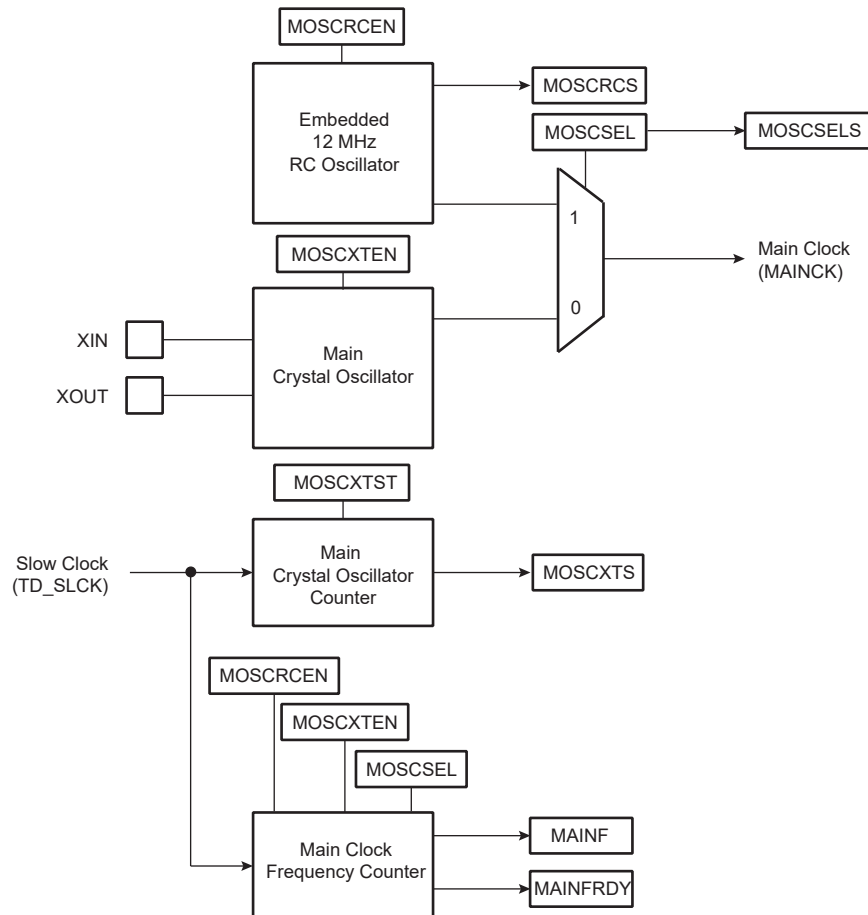 MOSCRCEN
Embedded
12 MHz
RC Oscillator
MOSCRCS
MOSCSEL
MOSCSELS
1
Main Clock
(MAINCK)
MOSCXTEN
0
XIN
Main
Crystal Oscillator
XOUT
MOSCXTST
Slow Clock
(TD_SLCK)
Main
Crystal Oscillator
Counter
MOSCXTS
MOSCRCEN
MOSCXTEN
MOSCSEL
Main Clock
Frequency Counter
MAINF
MAINFRDY